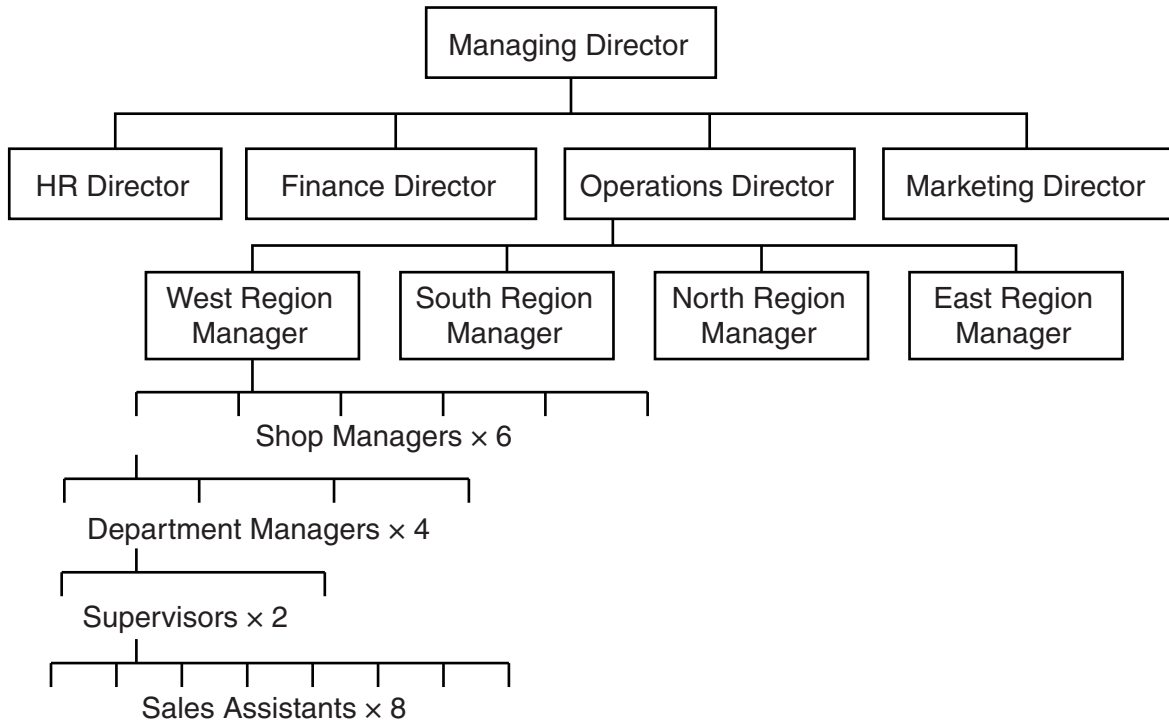 Managing Director
HR Director
Finance Director
Operations Director
Marketing Director
West Region
Manager
South Region
Manager
North Region
Manager
East Region
Manager
Shop Managers × 6
Department Managers × 4
Supervisors × 2
Sales Assistants × 8